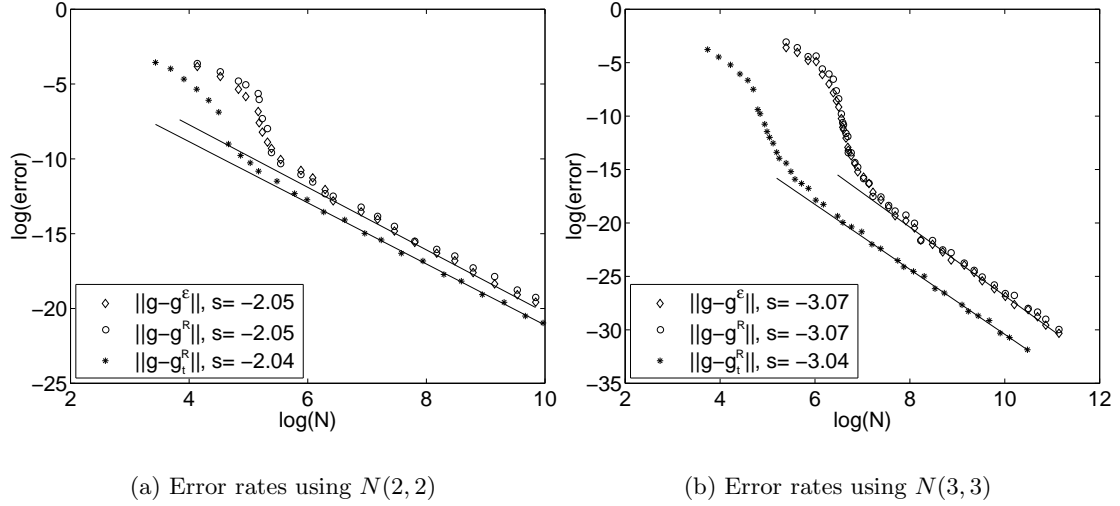 0
−5
−10
−15
−20
−25
log(error)
2
4
6
8
10
log(N)
||g−g^ε||, s= −2.05
||g−g^R||, s= −2.05
||g−g_t^R||, s= −2.04
(a) Error rates using N(2, 2)
0
−5
−10
−15
−20
−25
−30
−35
log(error)
2
4
6
8
10
12
log(N)
||g−g^ε||, s= −3.07
||g−g^R||, s= −3.07
||g−g_t^R||, s= −3.04
(b) Error rates using N(3, 3)